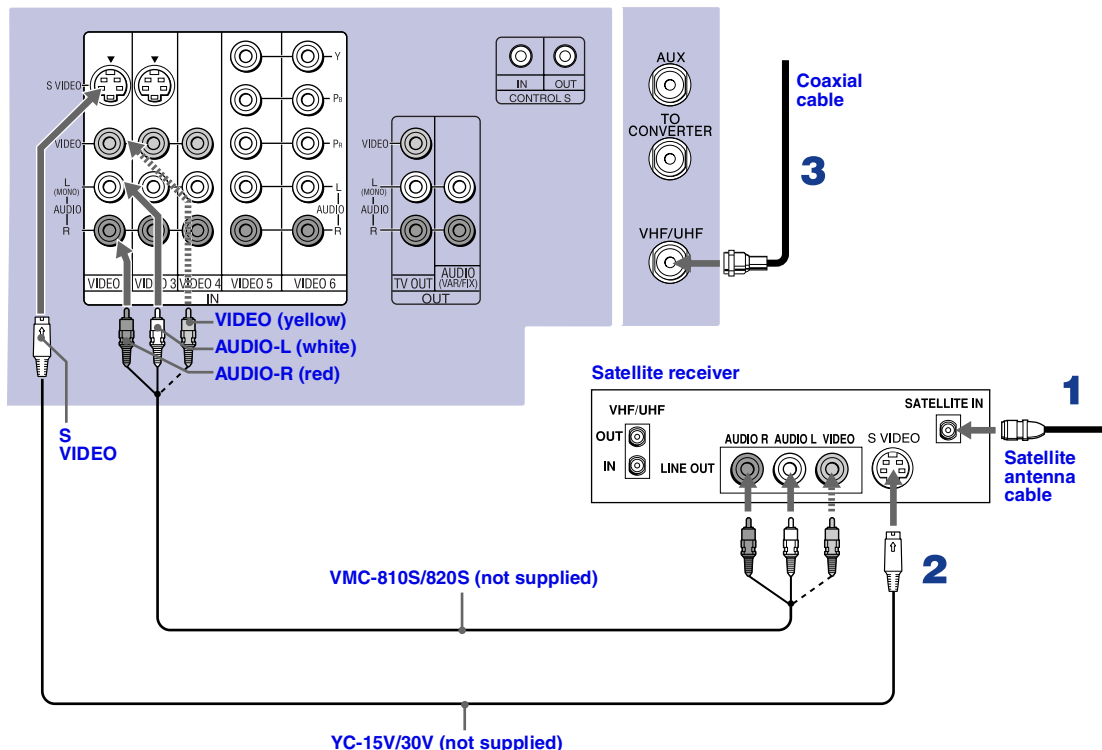 S VIDEO
VIDEO
L
(MONO)
AUDIO
R
Y
PB
PR
L
AUDIO
R
VIDEO
VIDEO 3
VIDEO 4
VIDEO 5
VIDEO 6
IN
IN
OUT
CONTROL S
VIDEO
L
(MONO)
AUDIO
R
TV OUT
AUDIO
(VAR/FIX)
OUT
AUX
TO
CONVERTER
VHF/UHF
Coaxial
cable
3
VIDEO (yellow)
AUDIO-L (white)
AUDIO-R (red)
S
VIDEO
Satellite receiver
VHF/UHF
OUT
IN
LINE OUT
AUDIO R
AUDIO L
VIDEO
S VIDEO
SATELLITE IN
1
Satellite
antenna
cable
2
VMC-810S/820S (not supplied)
YC-15V/30V (not supplied)